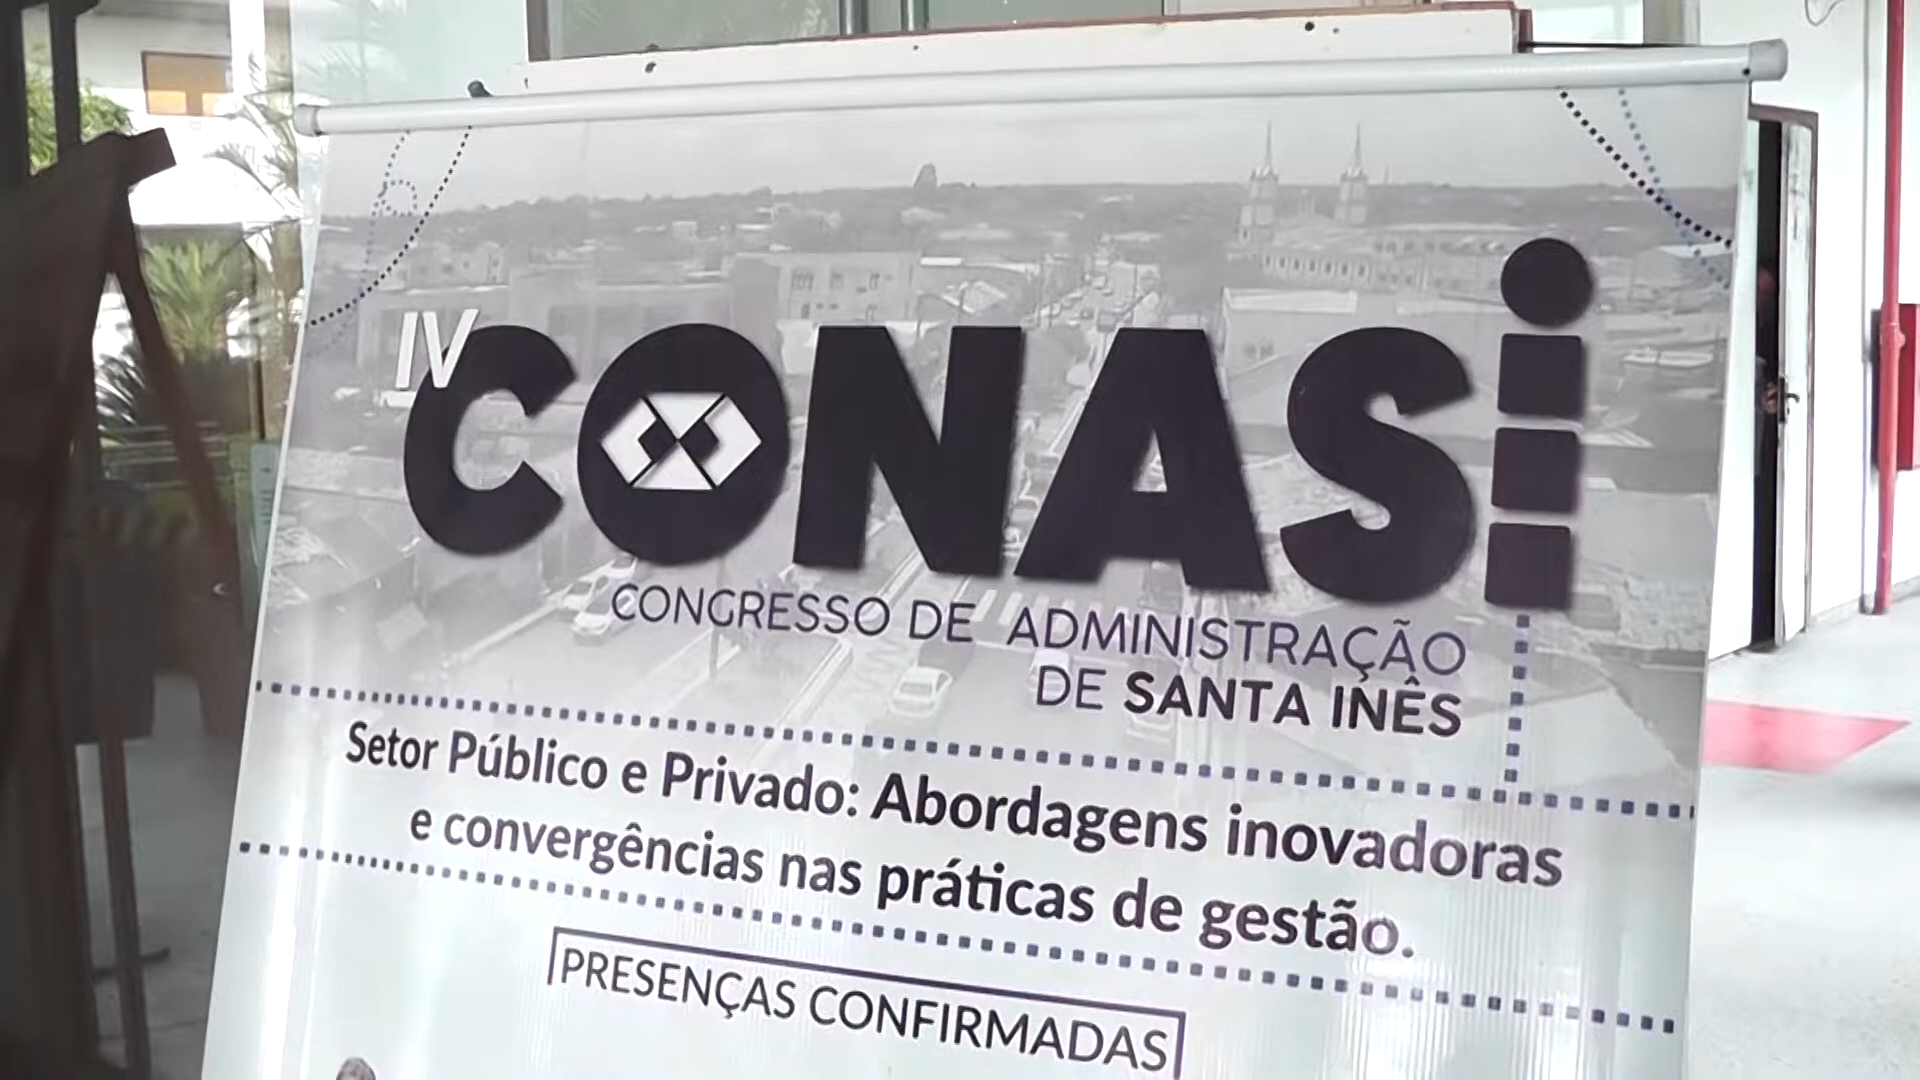 IV CONASi
CONGRESSO DE ADMINISTRAÇÃO
DE SANTA INÊS
Setor Público e Privado: Abordagens inovadoras
e convergências nas práticas de gestão.
PRESENÇAS CONFIRMADAS